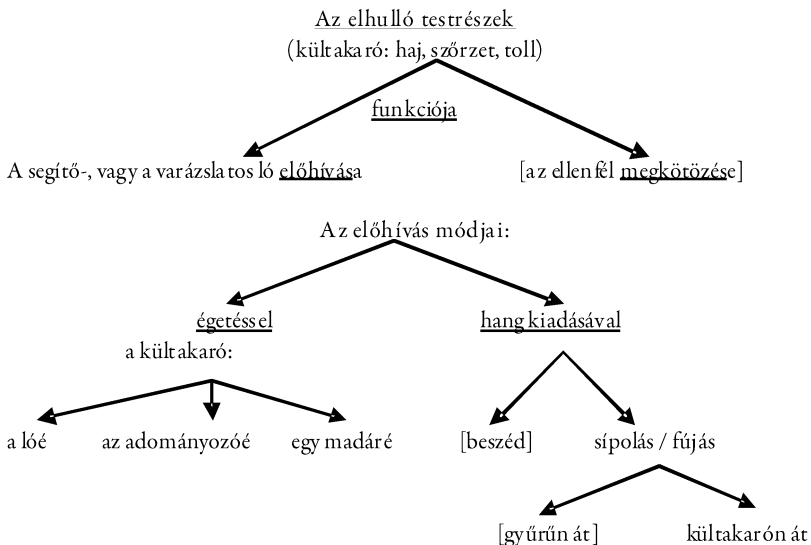 Az elhulló testrészek
(kültakaró: haj, szőrzet, toll)
funkciója
A segítő-, vagy a varázslatos ló előhívása
[az ellenfél megkötözése]
Az előhívás módjai:
égetéssel
hang kiadásával
a kültakaró:
a lóé
az adományozóé
egy madáré
[beszéd]
sípolás / fújás
[gyűrűn át]
kültakarón át